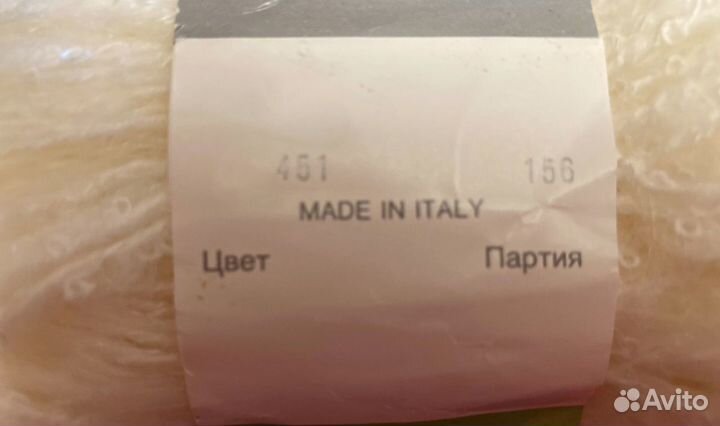 451 156
MADE IN ITALY
Цвет Партия
Avito